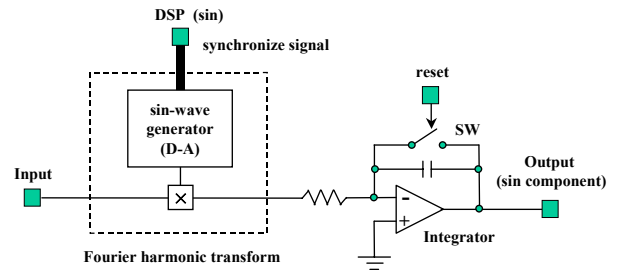 DSP (sin)
synchronize signal
sin-wave
generator
(D-A)
reset
SW
Input
×
-
+
Output
(sin component)
Integrator
Fourier harmonic transform